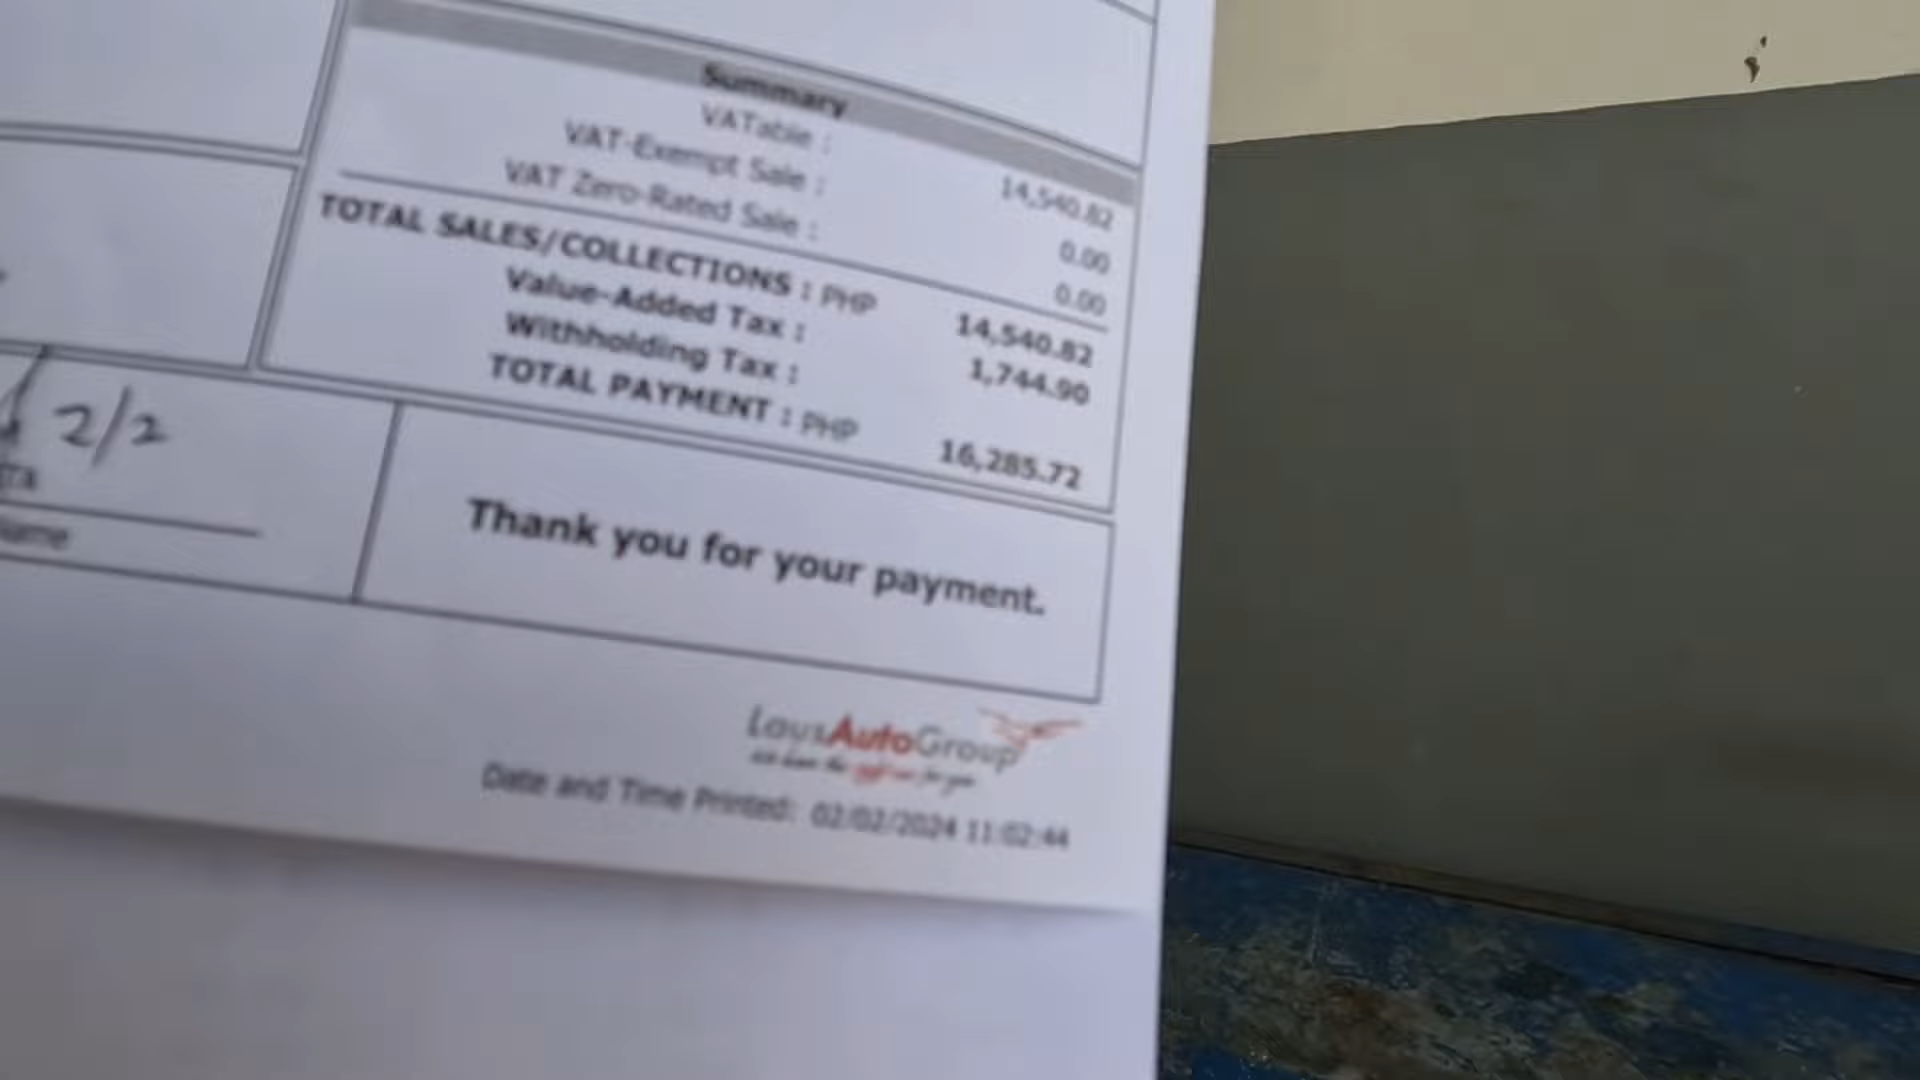 Summary
VATable : 14,540.82
VAT-Exempt Sale : 0.00
VAT Zero-Rated Sale : 0.00
TOTAL SALES/COLLECTIONS : PHP 14,540.82
Value-Added Tax : 1,744.90
Withholding Tax :
TOTAL PAYMENT : PHP 16,285.72
2/2
Thank you for your payment.
LausAutoGroup
Date and Time Printed: 02/02/2024 11:02:44